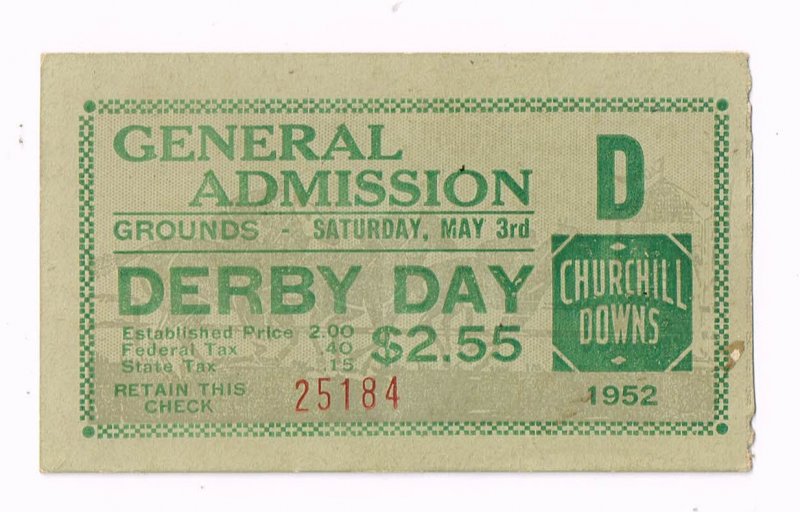 GENERAL
ADMISSION
D
GROUNDS - SATURDAY, MAY 3rd
DERBY DAY
CHURCHILL
DOWNS
Established Price 2.00
Federal Tax .40
State Tax .15
$2.55
RETAIN THIS
CHECK
25184
1952